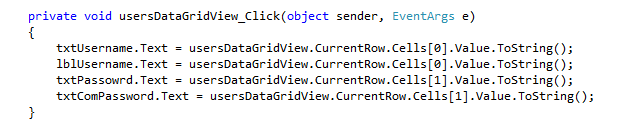 private void usersDataGridView_Click(object sender, EventArgs e)
{
txtUsername.Text = usersDataGridView.CurrentRow.Cells[0].Value.ToString();
lblUsername.Text = usersDataGridView.CurrentRow.Cells[0].Value.ToString();
txtPassowrd.Text = usersDataGridView.CurrentRow.Cells[1].Value.ToString();
txtComPassword.Text = usersDataGridView.CurrentRow.Cells[1].Value.ToString();
}